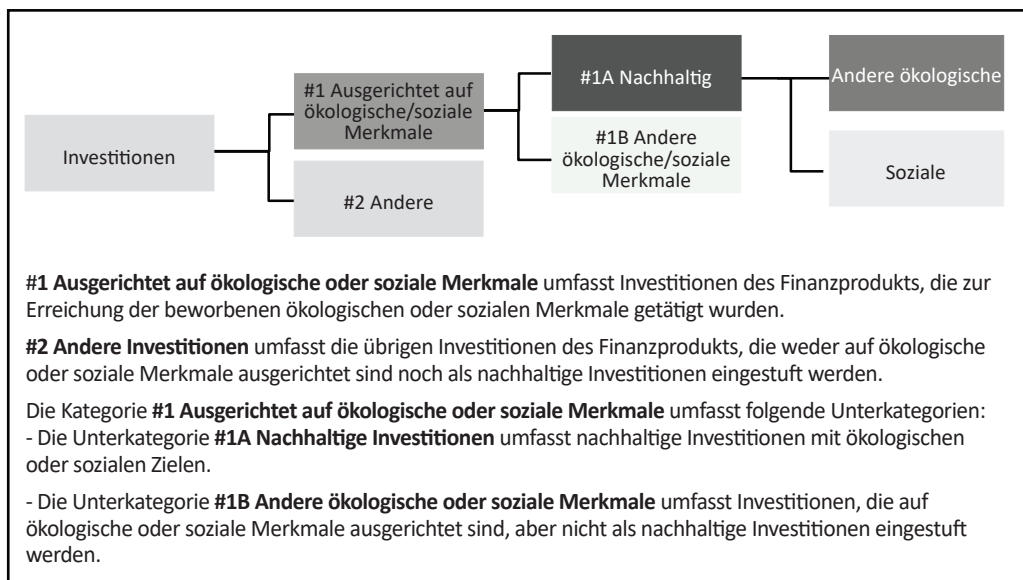 Investitionen
#1 Ausgerichtet auf
ökologische/soziale
Merkmale
#2 Andere
#1A Nachhaltig
#1B Andere
ökologische/soziale
Merkmale
Andere ökologische
Soziale
#1 Ausgerichtet auf ökologische oder soziale Merkmale umfasst Investitionen des Finanzprodukts, die zur
Erreichung der beworbenen ökologischen oder sozialen Merkmale getätigt wurden.
#2 Andere Investitionen umfasst die übrigen Investitionen des Finanzprodukts, die weder auf ökologische
oder soziale Merkmale ausgerichtet sind noch als nachhaltige Investitionen eingestuft werden.
Die Kategorie #1 Ausgerichtet auf ökologische oder soziale Merkmale umfasst folgende Unterkategorien:
- Die Unterkategorie #1A Nachhaltige Investitionen umfasst nachhaltige Investitionen mit ökologischen
oder sozialen Zielen.
- Die Unterkategorie #1B Andere ökologische oder soziale Merkmale umfasst Investitionen, die auf
ökologische oder soziale Merkmale ausgerichtet sind, aber nicht als nachhaltige Investitionen eingestuft
werden.